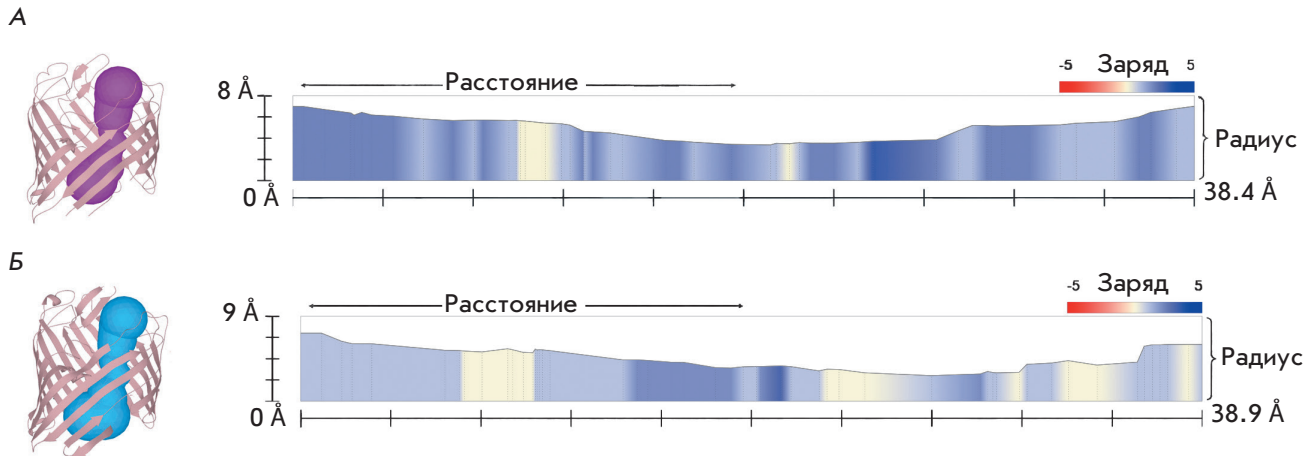 А
Расстояние
-5 Заряд 5
8 Å
Радиус
0 Å
38.4 Å
Б
Расстояние
-5 Заряд 5
9 Å
Радиус
0 Å
38.9 Å